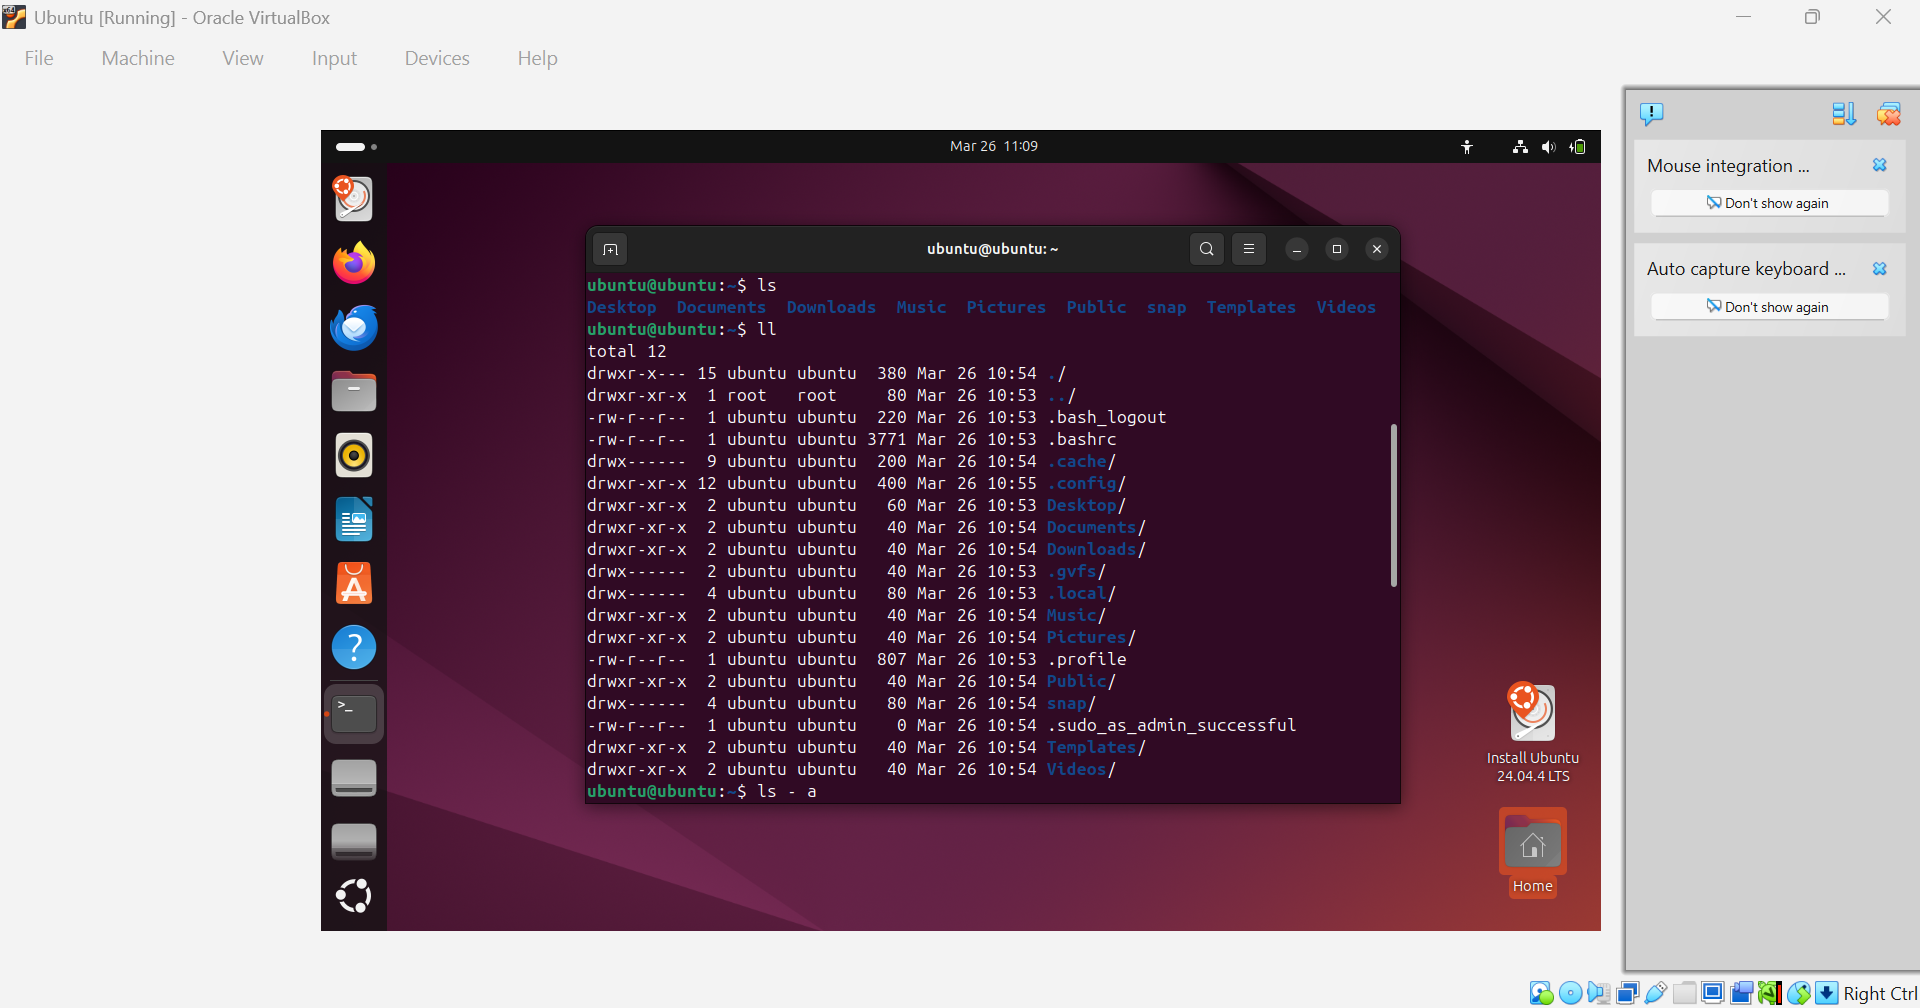 Ubuntu [Running] - Oracle VirtualBox
File Machine View Input Devices Help
Mar 26 11:09
ubuntu@ubuntu: ~
ubuntu@ubuntu:~$ ls
Desktop Documents Downloads Music Pictures Public snap Templates Videos
ubuntu@ubuntu:~$ ll
total 12
drwxr-x--- 15 ubuntu ubuntu 380 Mar 26 10:54 ./
drwxr-xr-x 1 root root 80 Mar 26 10:53 ../
-rw-r--r-- 1 ubuntu ubuntu 220 Mar 26 10:53 .bash_logout
-rw-r--r-- 1 ubuntu ubuntu 3771 Mar 26 10:53 .bashrc
drwx------ 9 ubuntu ubuntu 200 Mar 26 10:54 .cache/
drwxr-xr-x 12 ubuntu ubuntu 400 Mar 26 10:55 .config/
drwxr-xr-x 2 ubuntu ubuntu 60 Mar 26 10:53 Desktop/
drwxr-xr-x 2 ubuntu ubuntu 40 Mar 26 10:54 Documents/
drwxr-xr-x 2 ubuntu ubuntu 40 Mar 26 10:54 Downloads/
drwx------ 2 ubuntu ubuntu 40 Mar 26 10:53 .gvfs/
drwx------ 4 ubuntu ubuntu 80 Mar 26 10:53 .local/
drwxr-xr-x 2 ubuntu ubuntu 40 Mar 26 10:54 Music/
drwxr-xr-x 2 ubuntu ubuntu 40 Mar 26 10:54 Pictures/
-rw-r--r-- 1 ubuntu ubuntu 807 Mar 26 10:53 .profile
drwxr-xr-x 2 ubuntu ubuntu 40 Mar 26 10:54 Public/
drwx------ 4 ubuntu ubuntu 80 Mar 26 10:54 snap/
-rw-r--r-- 1 ubuntu ubuntu 0 Mar 26 10:54 .sudo_as_admin_successful
drwxr-xr-x 2 ubuntu ubuntu 40 Mar 26 10:54 Templates/
drwxr-xr-x 2 ubuntu ubuntu 40 Mar 26 10:54 Videos/
ubuntu@ubuntu:~$ ls - a
Install Ubuntu
24.04.4 LTS
Home
Mouse integration ...
Don't show again
Auto capture keyboard ...
Don't show again
Right Ctrl